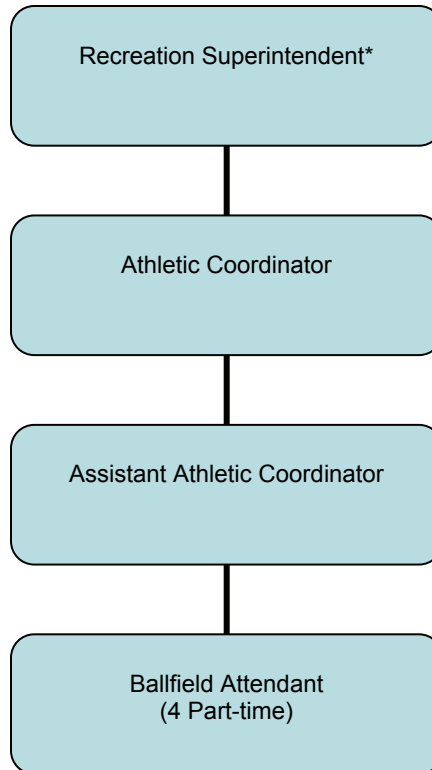 Recreation Superintendent*
Athletic Coordinator
Assistant Athletic Coordinator
Ballfield Attendant
(4 Part-time)